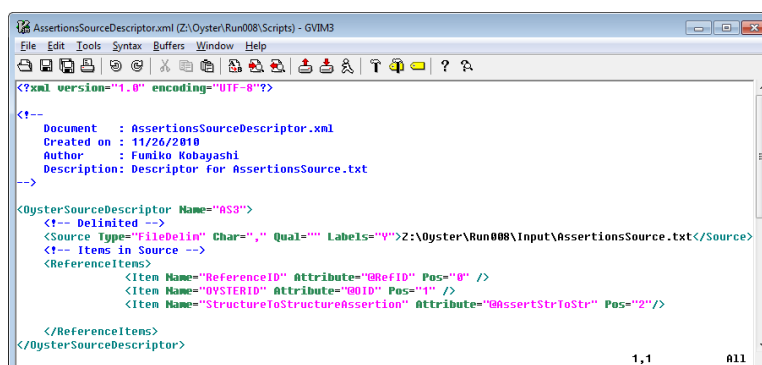 AssertionsSourceDescriptor.xml (Z:\Oyster\Run008\Scripts) - GVIM3
File Edit Tools Syntax Buffers Window Help
<?xml version="1.0" encoding="UTF-8"?>
<!--
    Document   : AssertionsSourceDescriptor.xml
    Created on : 11/26/2010
    Author     : Fumiko Kobayashi
    Description: Descriptor for AssertionsSource.txt
-->
<OysterSourceDescriptor Name="AS3">
    <!-- Delimited -->
    <Source Type="FileDelim" Char="," Qual="" Labels="Y">Z:\Oyster\Run008\Input\AssertionsSource.txt</Source>
    <!-- Items in Source -->
    <ReferenceItems>
            <Item Name="ReferenceID" Attribute="@RefID" Pos="0" />
            <Item Name="OYSTERID" Attribute="@OID" Pos="1" />
            <Item Name="StructureToStructureAssertion" Attribute="@AssertStrToStr" Pos="2"/>
    </ReferenceItems>
</OysterSourceDescriptor>
1,1 All